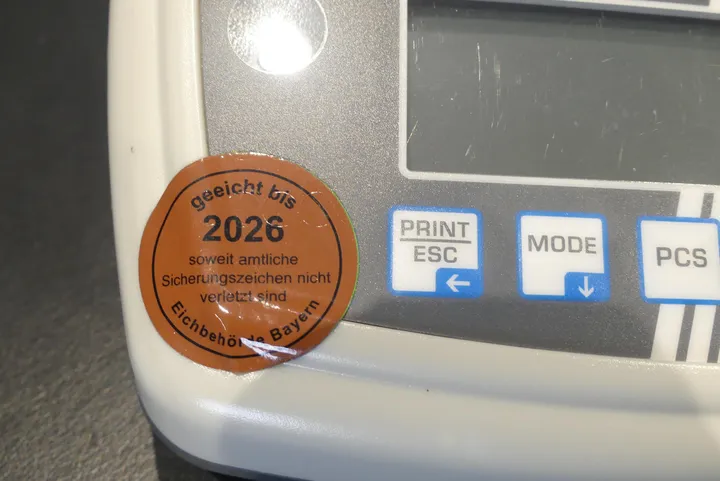 geeicht bis
2026
soweit amtliche
Sicherungszeichen nicht
verletzt sind
Eichbehörde Bayern
PRINT
ESC
←
MODE
↓
PCS